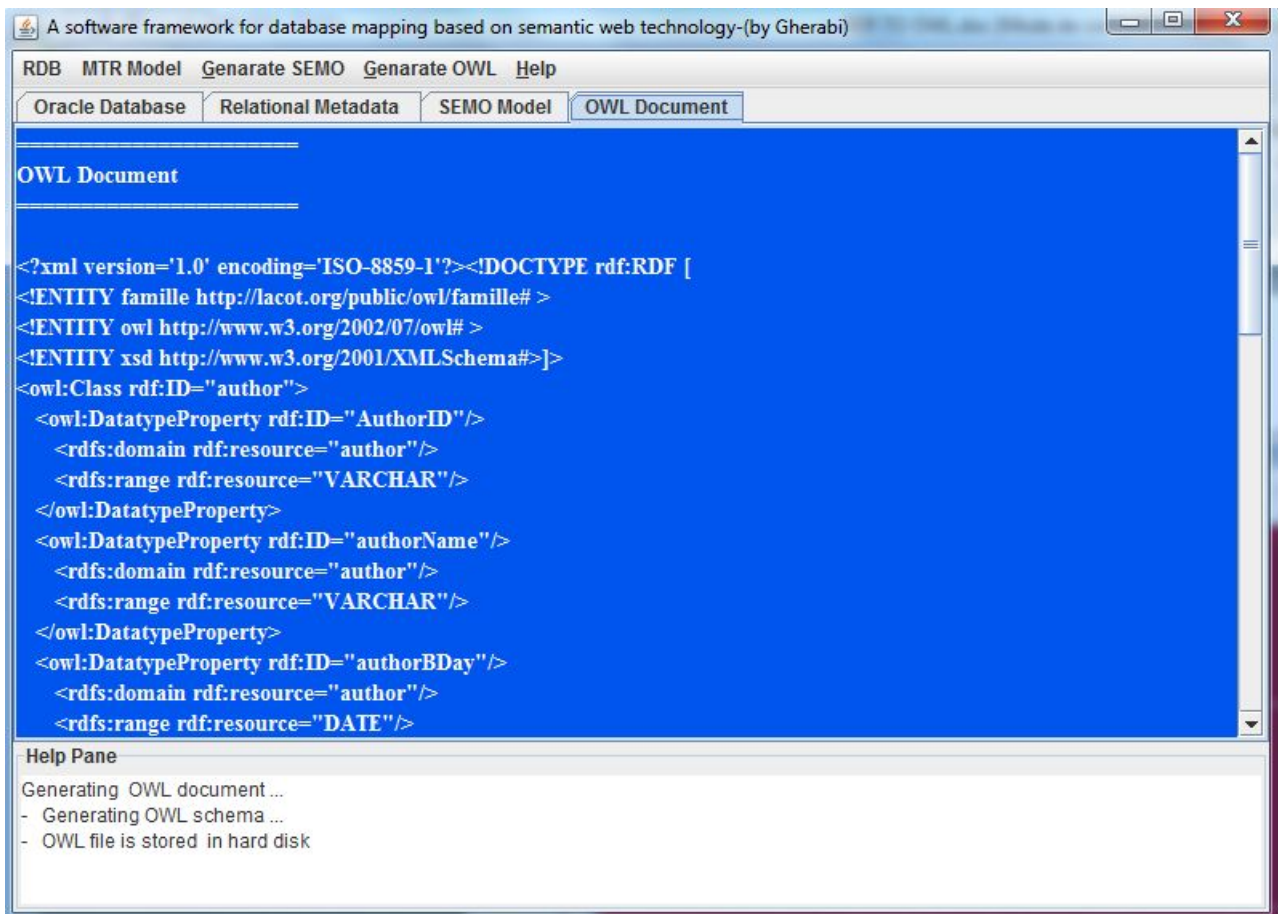 A software framework for database mapping based on semantic web technology-(by Gherabi)
RDB MTR Model Genarate SEMO Genarate OWL Help
Oracle Database Relational Metadata SEMO Model OWL Document
======================
OWL Document
======================
<?xml version='1.0' encoding='ISO-8859-1'?><!DOCTYPE rdf:RDF [
<!ENTITY famille http://lacot.org/public/owl/famille# >
<!ENTITY owl http://www.w3.org/2002/07/owl# >
<!ENTITY xsd http://www.w3.org/2001/XMLSchema#>]>
<owl:Class rdf:ID="author">
<owl:DatatypeProperty rdf:ID="AuthorID"/>
<rdfs:domain rdf:resource="author"/>
<rdfs:range rdf:resource="VARCHAR"/>
</owl:DatatypeProperty>
<owl:DatatypeProperty rdf:ID="authorName"/>
<rdfs:domain rdf:resource="author"/>
<rdfs:range rdf:resource="VARCHAR"/>
</owl:DatatypeProperty>
<owl:DatatypeProperty rdf:ID="authorBDay"/>
<rdfs:domain rdf:resource="author"/>
<rdfs:range rdf:resource="DATE"/>
Help Pane
Generating OWL document ...
- Generating OWL schema ...
- OWL file is stored in hard disk